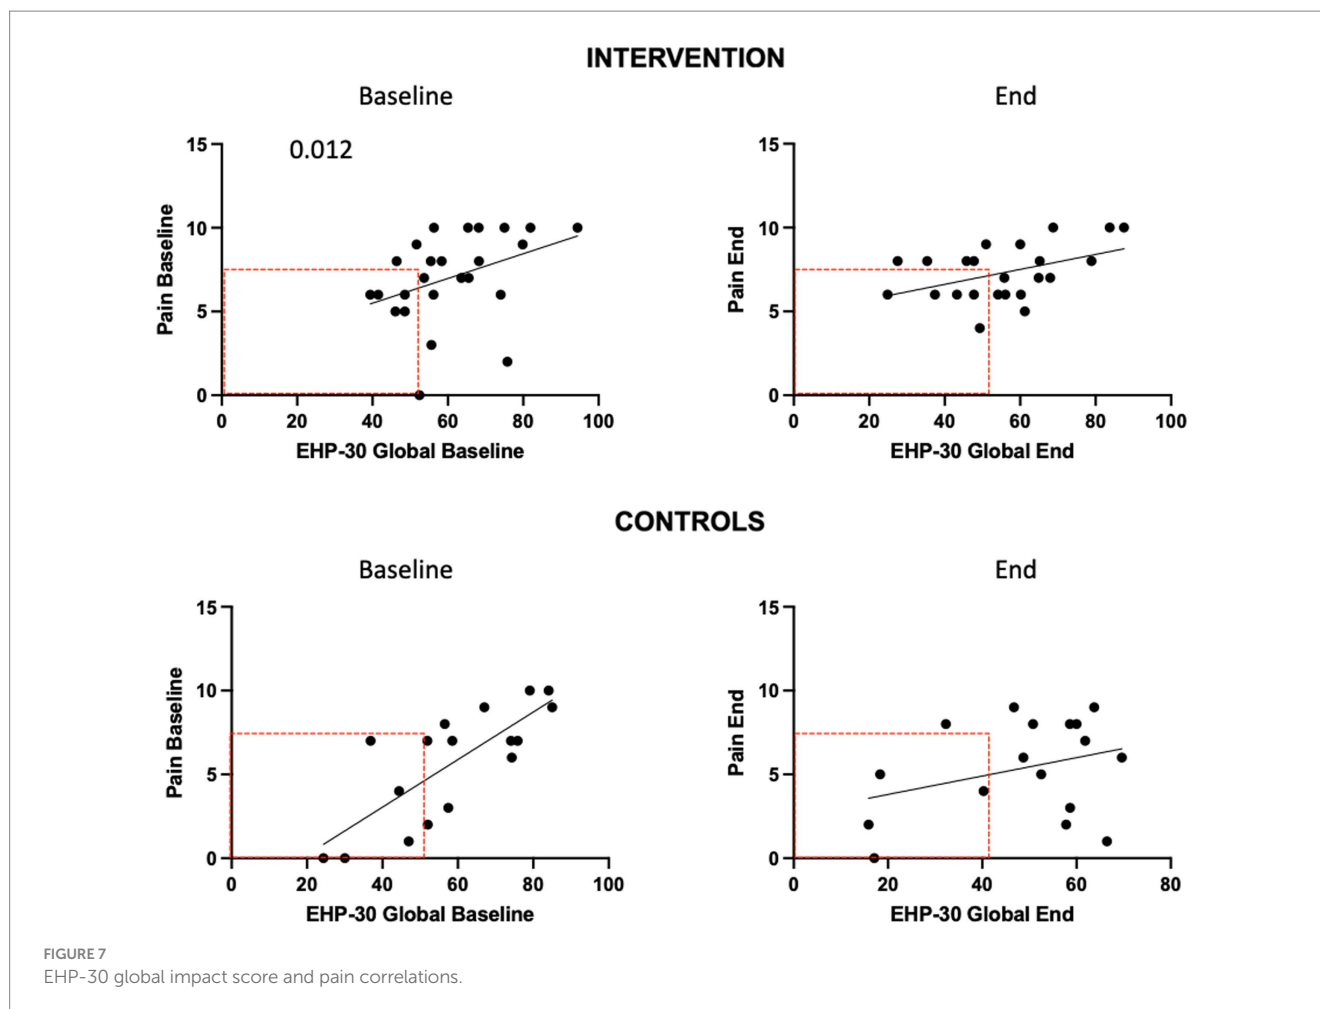 INTERVENTION
Baseline
End
0.012
15
10
5
0
Pain Baseline
0 20 40 60 80 100
EHP-30 Global Baseline
15
10
5
0
Pain End
0 20 40 60 80 100
EHP-30 Global End
CONTROLS
Baseline
End
15
10
5
0
Pain Baseline
0 20 40 60 80 100
EHP-30 Global Baseline
15
10
5
0
Pain End
0 20 40 60 80
EHP-30 Global End
FIGURE 7
EHP-30 global impact score and pain correlations.